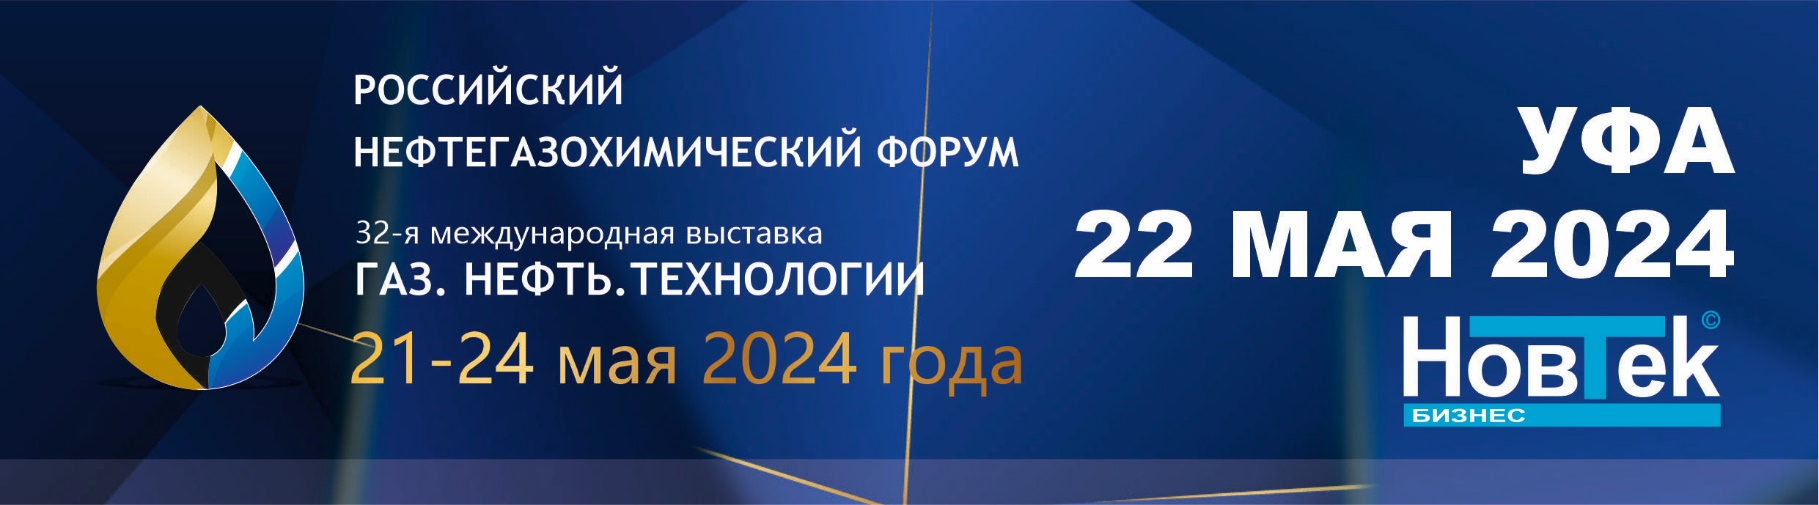 РОССИЙСКИЙ
НЕФТЕГАЗОХИМИЧЕСКИЙ ФОРУМ
32-я международная выставка
ГАЗ. НЕФТЬ.ТЕХНОЛОГИИ
21-24 мая 2024 года
УФА
22 МАЯ 2024
НовТек©
БИЗНЕС